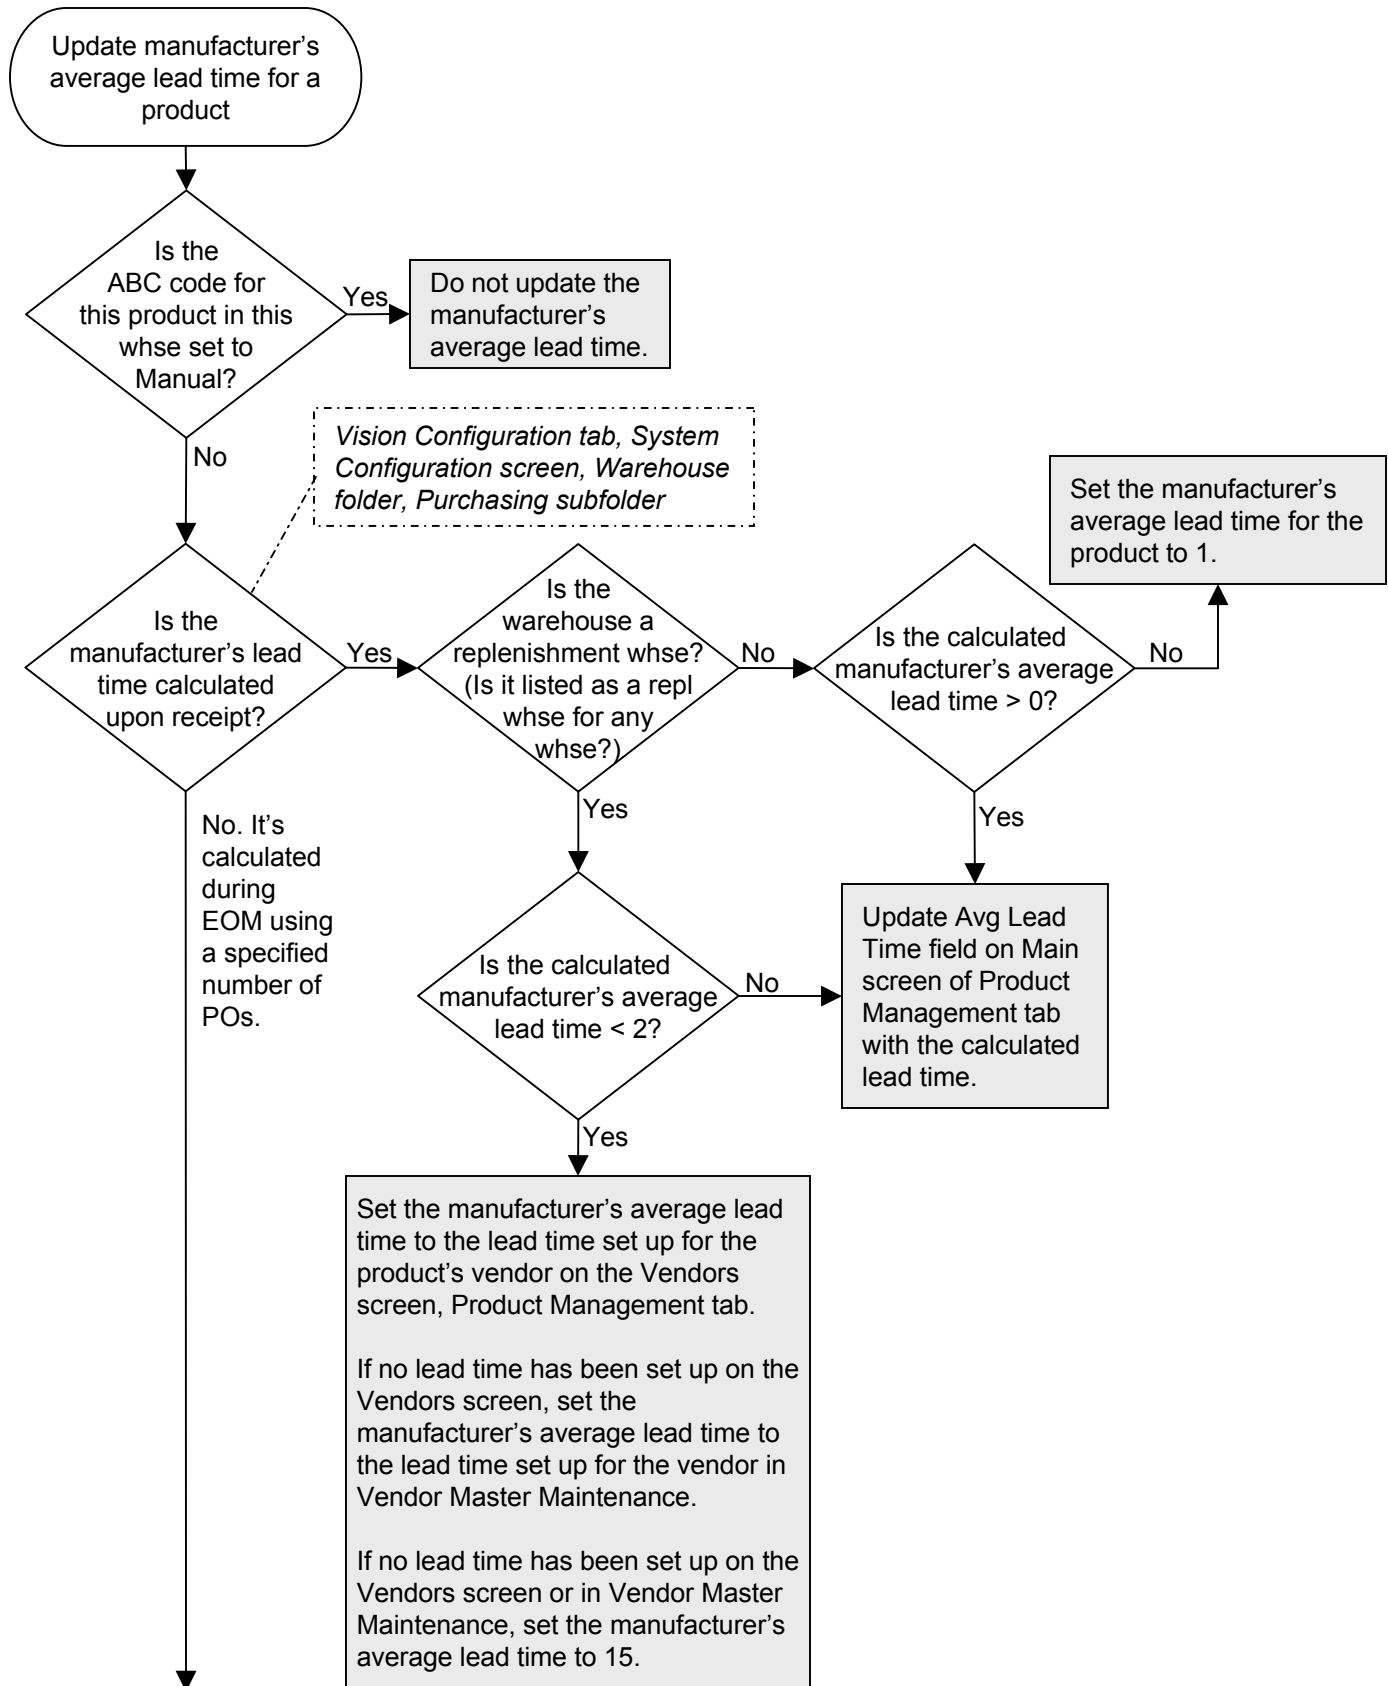 Update manufacturer’s
average lead time for a
product
Is the
ABC code for
this product in this
whse set to
Manual?
Yes
Do not update the
manufacturer’s
average lead time.
No
Vision Configuration tab, System
Configuration screen, Warehouse
folder, Purchasing subfolder
Is the
manufacturer’s lead
time calculated
upon receipt?
Yes
Is the
warehouse a
replenishment whse?
(Is it listed as a repl
whse for any
whse?)
No
Is the calculated
manufacturer’s average
lead time > 0?
No
Set the manufacturer’s
average lead time for the
product to 1.
No. It’s
calculated
during
EOM using
a specified
number of
POs.
Yes
Yes
Is the calculated
manufacturer’s average
lead time < 2?
No
Update Avg Lead
Time field on Main
screen of Product
Management tab
with the calculated
lead time.
Yes
Set the manufacturer’s average lead
time to the lead time set up for the
product’s vendor on the Vendors
screen, Product Management tab.
If no lead time has been set up on the
Vendors screen, set the
manufacturer’s average lead time to
the lead time set up for the vendor in
Vendor Master Maintenance.
If no lead time has been set up on the
Vendors screen or in Vendor Master
Maintenance, set the manufacturer’s
average lead time to 15.